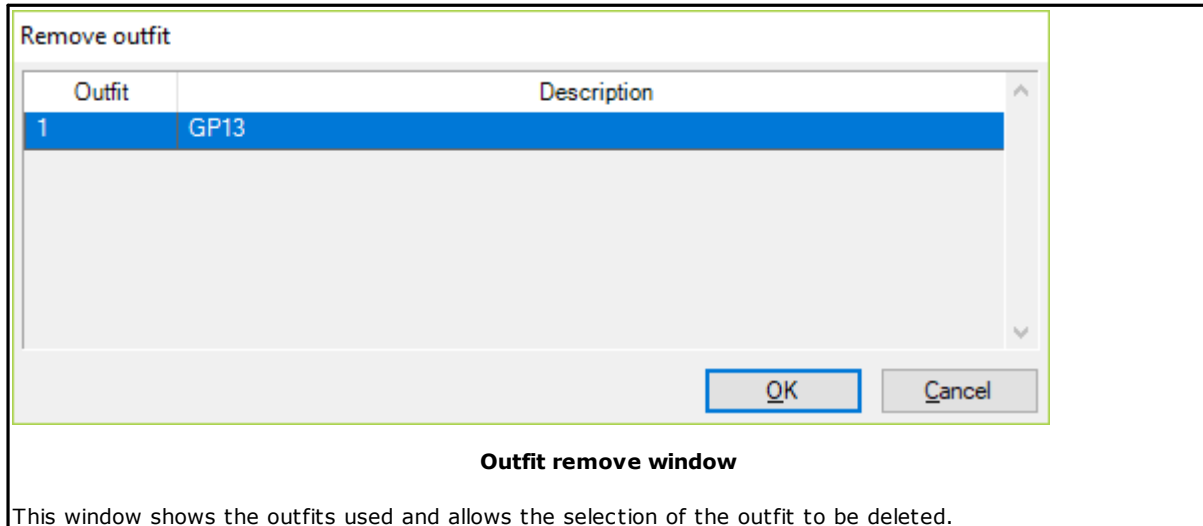 Remove outfit
Outfit Description
1 GP13
OK Cancel
Outfit remove window
This window shows the outfits used and allows the selection of the outfit to be deleted.